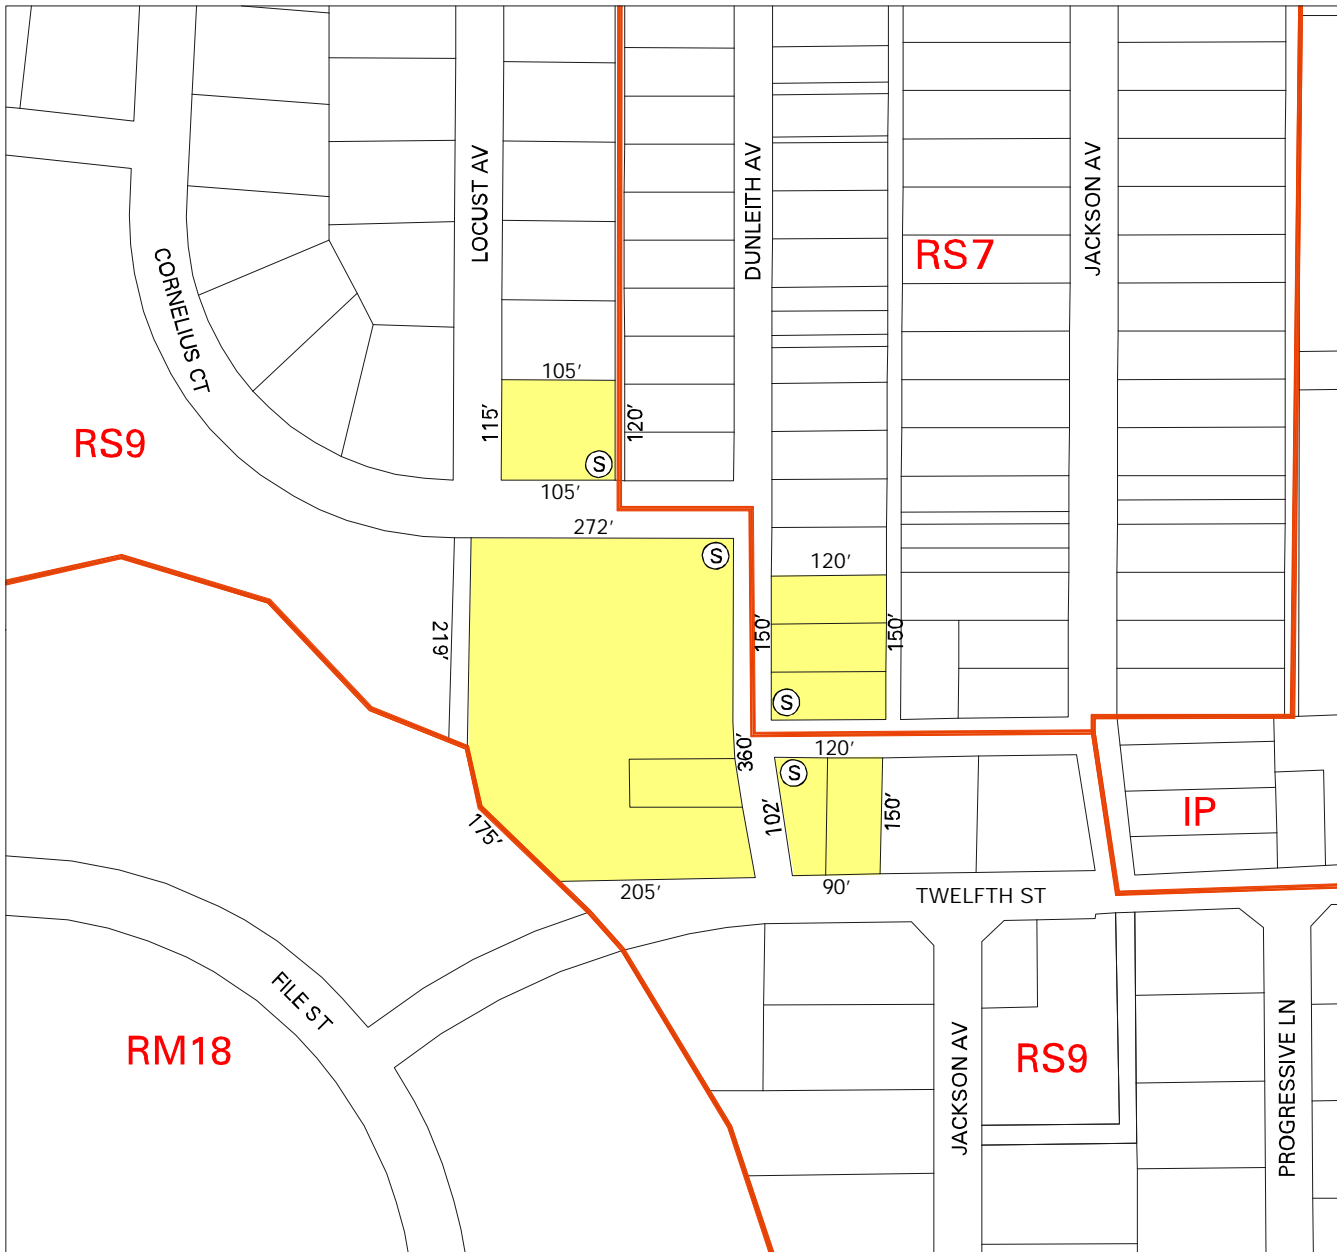 LOCUST AV
DUNLEITH AV
JACKSON AV
RS7
CORNELIUS CT
105'
115'
120'
RS9
S
105'
272'
S
120'
219'
150'
150'
S
360'
120'
S
175'
102'
150'
IP
205'
90'
TWELFTH ST
FILE ST
RM18
JACKSON AV
RS9
PROGRESSIVE LN